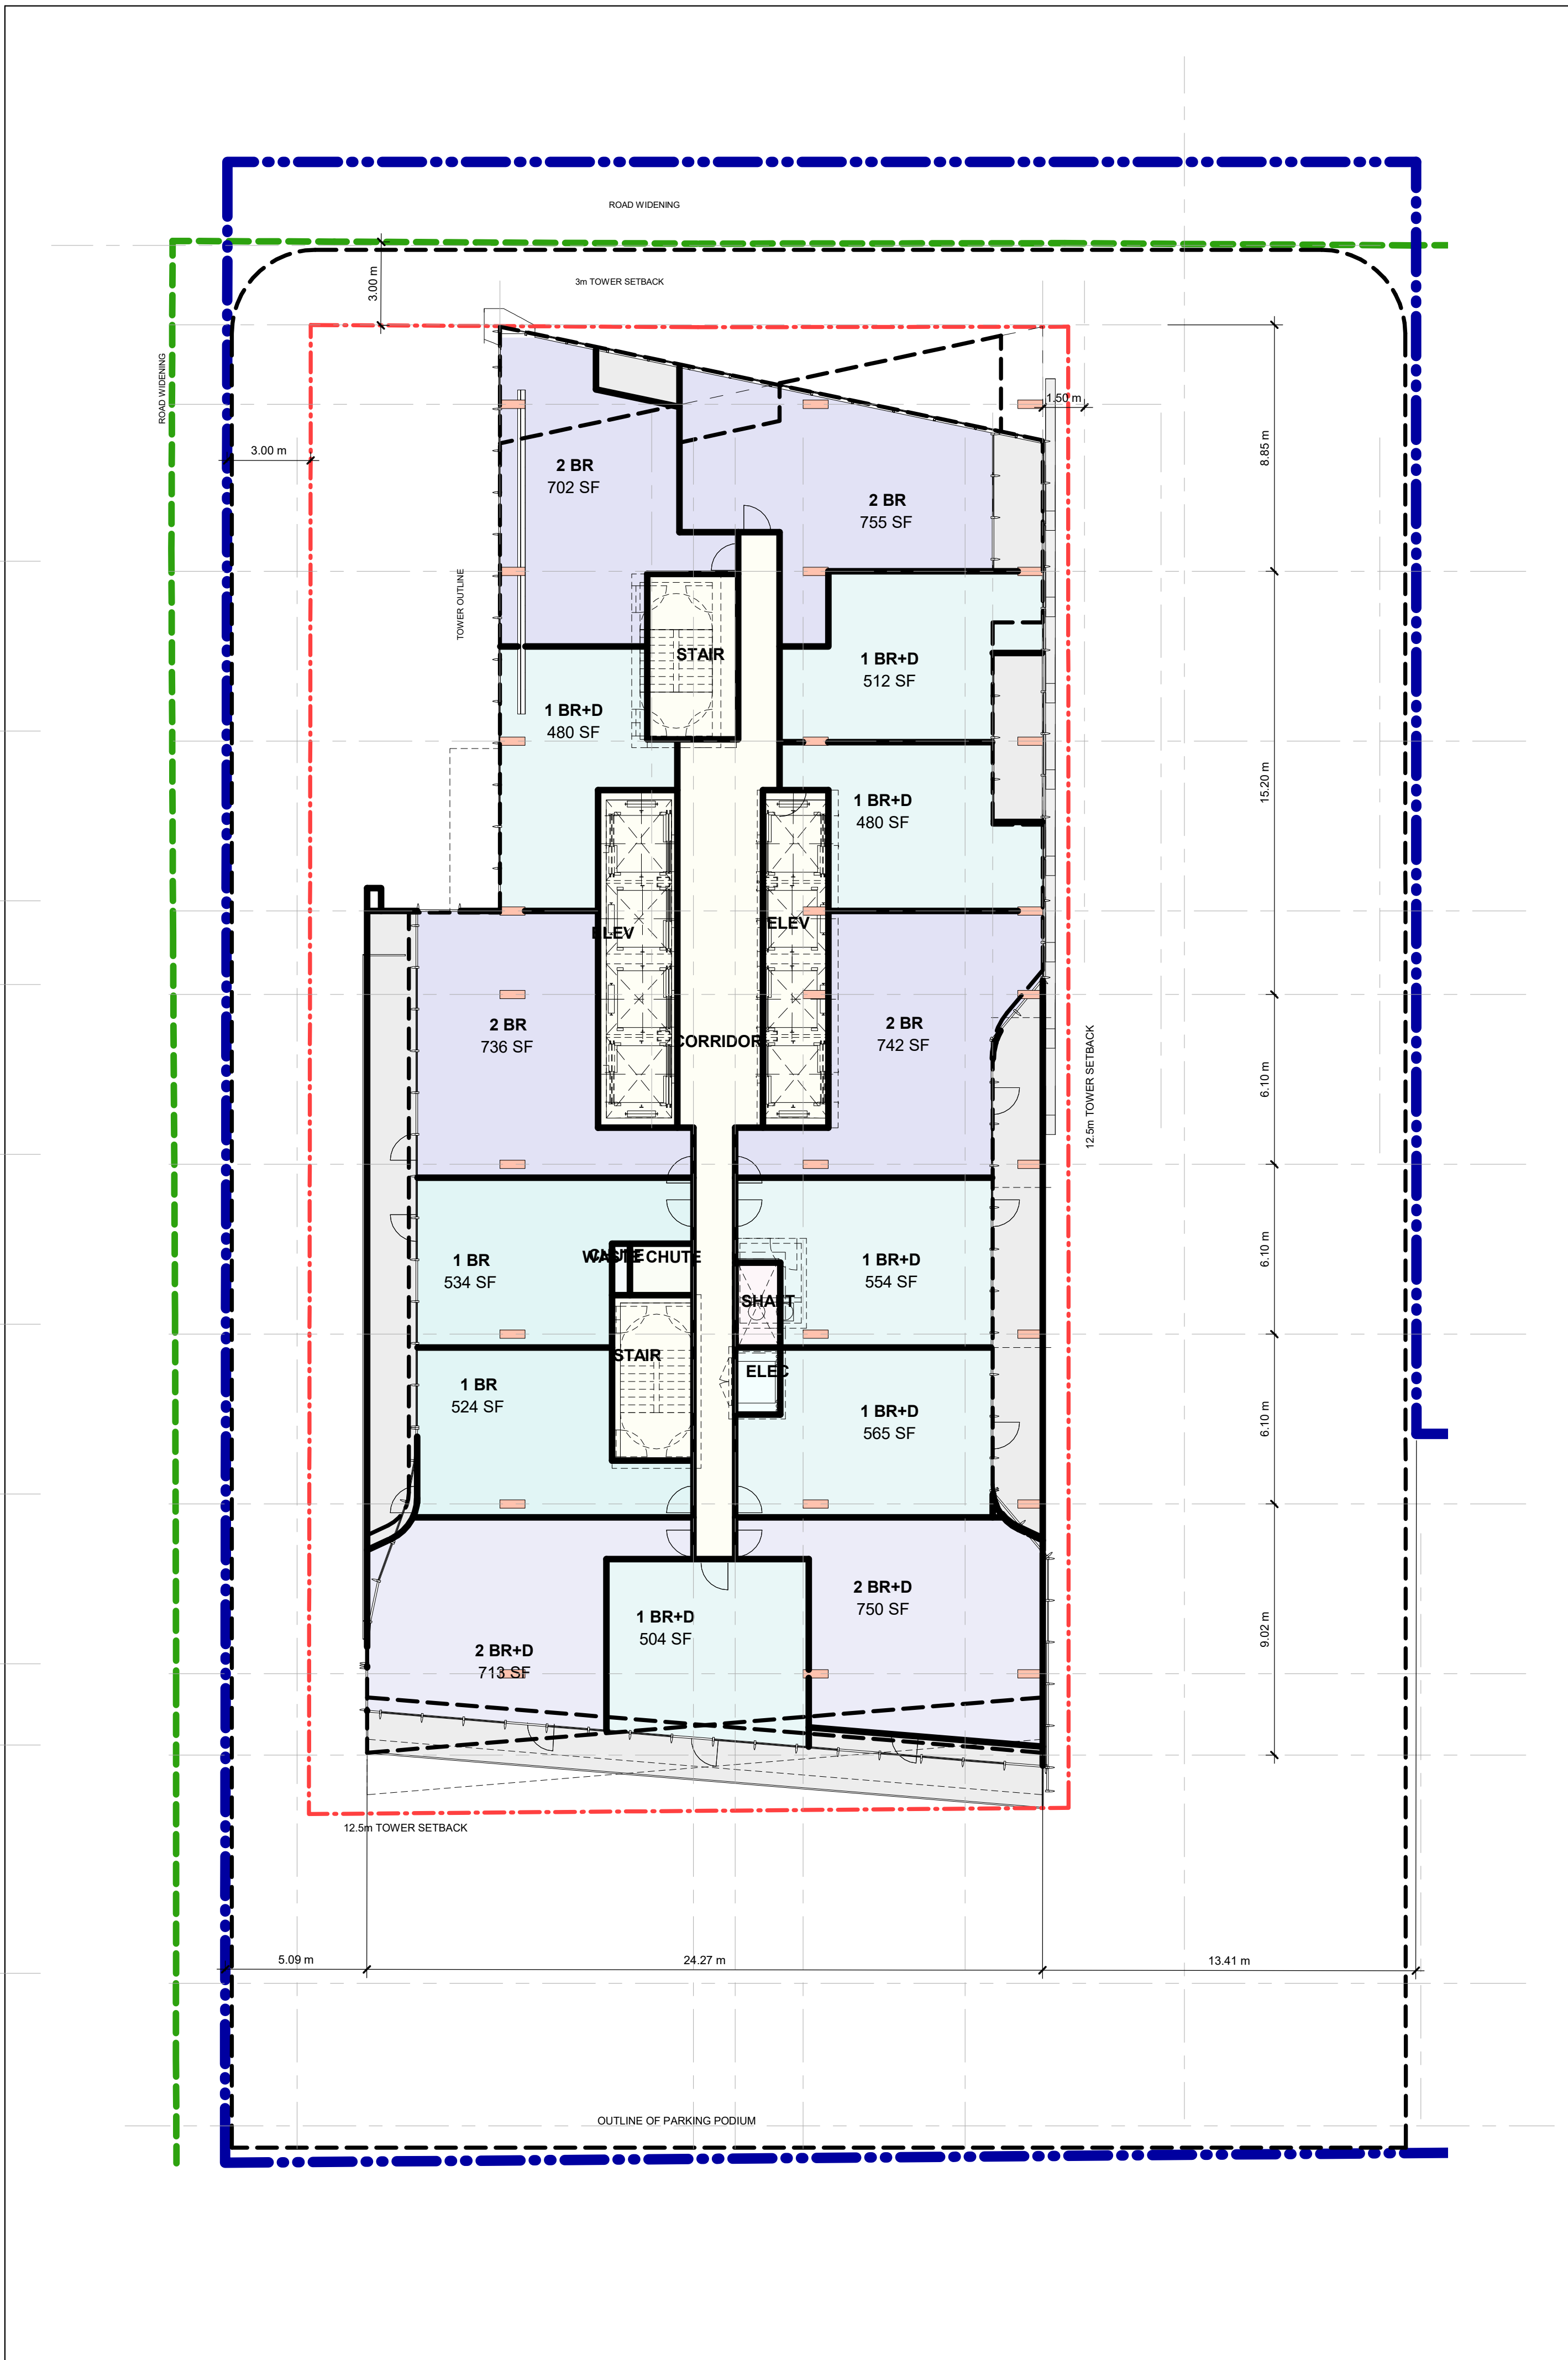 ROAD WIDENING
3m TOWER SETBACK
3.00 m
ROAD WIDENING
3.00 m
1.50 m
8.85 m
2 BR
702 SF
2 BR
755 SF
TOWER OUTLINE
STAIR
1 BR+D
512 SF
1 BR+D
480 SF
1 BR+D
480 SF
15.20 m
ELEV
ELEV
2 BR
736 SF
CORRIDOR
2 BR
742 SF
12.5m TOWER SETBACK
6.10 m
1 BR
534 SF
CHUTE
WASTE CHUTE
1 BR+D
554 SF
6.10 m
SHAFT
STAIR
ELEC
1 BR
524 SF
1 BR+D
565 SF
6.10 m
2 BR+D
750 SF
1 BR+D
504 SF
2 BR+D
713 SF
9.02 m
12.5m TOWER SETBACK
5.09 m
24.27 m
13.41 m
OUTLINE OF PARKING PODIUM